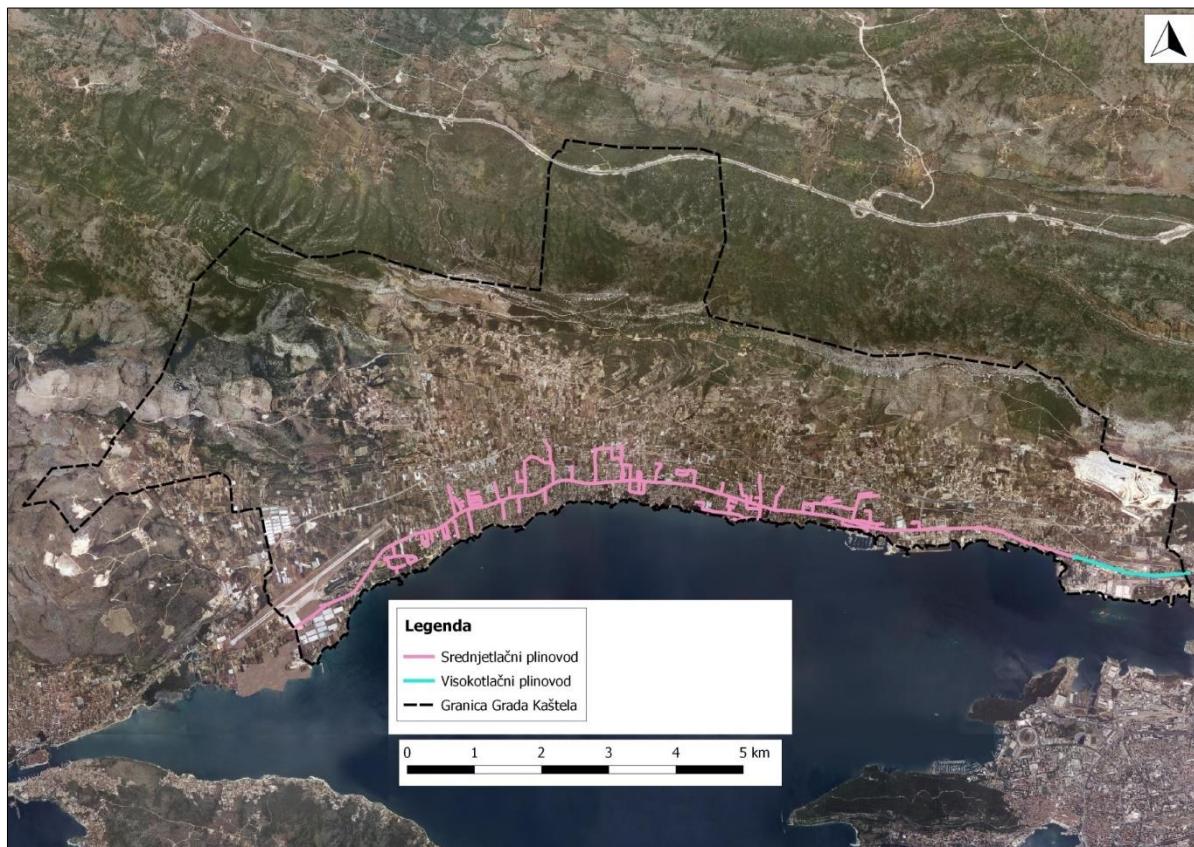 Legenda
Srednjetlačni plinovod
Visokotlačni plinovod
Granica Grada Kaštela
0 1 2 3 4 5 km